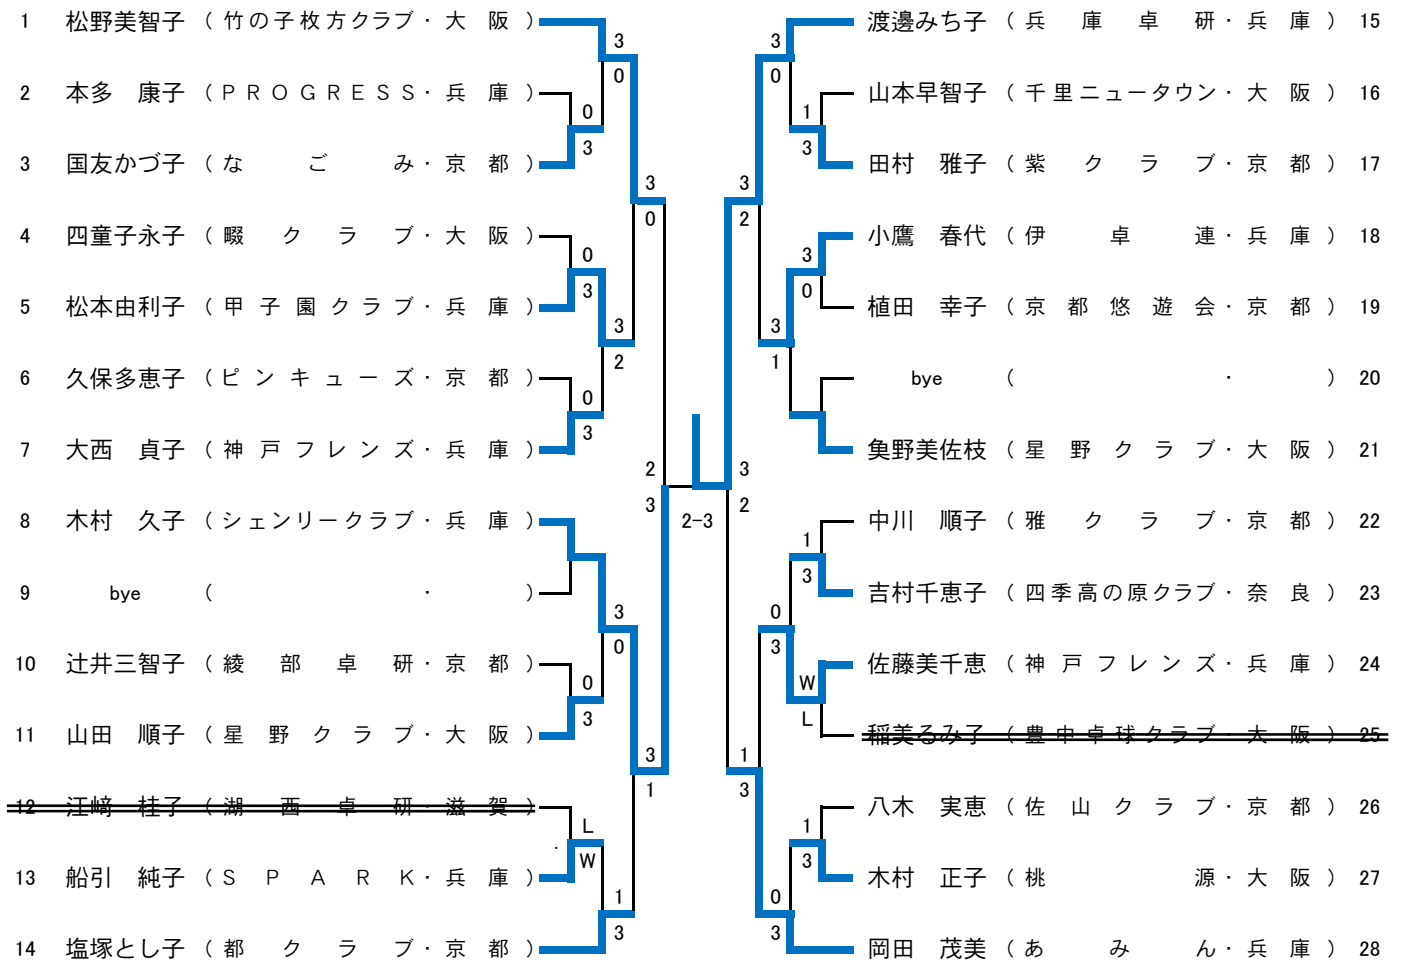 1 松野美智子 （ 竹の子枚方クラブ・ 大 阪 ）
2 本多 康子 （ ＰＲＯＧＲＥＳＳ・ 兵 庫 ）
3 国友かづ子 （ な ご み・ 京 都 ）
4 四童子永子 （ 畷 ク ラ ブ・ 大 阪 ）
5 松本由利子 （ 甲 子 園 ク ラ ブ・ 兵 庫 ）
6 久保多恵子 （ ピ ン キ ュ ー ズ・ 京 都 ）
7 大西 貞子 （ 神 戸 フ レ ン ズ・ 兵 庫 ）
8 木村 久子 （ シェンリークラブ・ 兵 庫 ）
9 bye （ ・ ）
10 辻井三智子 （ 綾 部 卓 研・ 京 都 ）
11 山田 順子 （ 星 野 ク ラ ブ・ 大 阪 ）
12 江﨑 桂子 （ 湖 西 卓 研・ 滋 賀 ）
13 船引 純子 （ Ｓ Ｐ Ａ Ｒ Ｋ・ 兵 庫 ）
14 塩塚とし子 （ 都 ク ラ ブ・ 京 都 ）
3
0
0
3
3
0
0
3
3
2
0
3
2
3
3
0
0
3
3
1
L
W
1
3
2−3
3
0
1
3
3
2
3
0
3
1
3
2
1
3
0
3
W
L
1
3
1
3
0
3
渡邊みち子 （ 兵 庫 卓 研・ 兵 庫 ） 15
山本早智子 （ 千里ニュータウン・ 大 阪 ） 16
田村 雅子 （ 紫 ク ラ ブ・ 京 都 ） 17
小鷹 春代 （ 伊 卓 連・ 兵 庫 ） 18
植田 幸子 （ 京 都 悠 遊 会・ 京 都 ） 19
bye （ ・ ） 20
奥野美佐枝 （ 星 野 ク ラ ブ・ 大 阪 ） 21
中川 順子 （ 雅 ク ラ ブ・ 京 都 ） 22
吉村千恵子 （ 四季高の原クラブ・ 奈 良 ） 23
佐藤美千恵 （ 神 戸 フ レ ン ズ・ 兵 庫 ） 24
稲美るみ子 （ 豊 中 卓 球 クラブ・ 大 阪 ） 25
八木 実恵 （ 佐 山 ク ラ ブ・ 京 都 ） 26
木村 正子 （ 桃 源・ 大 阪 ） 27
岡田 茂美 （ あ み ん・ 兵 庫 ） 28